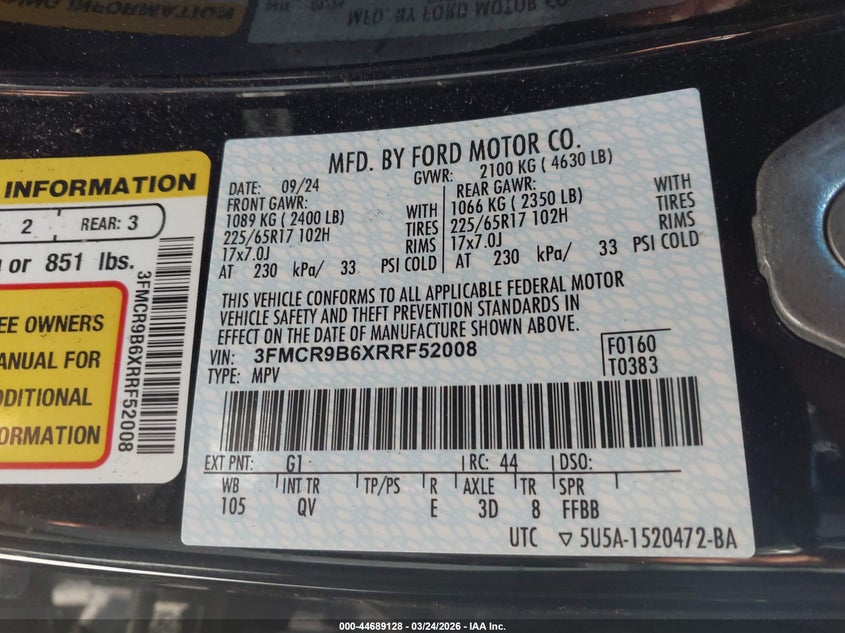 MFD. BY FORD MOTOR CO.
INFORMATION
2
REAR: 3
or 851 lbs.
3FMCR9B6XRRF52008
EE OWNERS
ANUAL FOR
DDITIONAL
FORMATION
MFD. BY FORD MOTOR CO.
DATE: 09/24
GVWR: 2100 KG ( 4630 LB)
FRONT GAWR:
1089 KG ( 2400 LB) WITH
225/65R17 102H TIRES
17x7.0J RIMS
AT 230 kPa/ 33 PSI COLD
REAR GAWR: WITH
1066 KG ( 2350 LB) TIRES
225/65R17 102H RIMS
17x7.0J
AT 230 kPa/ 33 PSI COLD
THIS VEHICLE CONFORMS TO ALL APPLICABLE FEDERAL MOTOR
VEHICLE SAFETY AND THEFT PREVENTION STANDARDS IN
EFFECT ON THE DATE OF MANUFACTURE SHOWN ABOVE.
VIN: 3FMCR9B6XRRF52008
TYPE: MPV
F0160
T0383
EXT PNT: G1 RC: 44 DSO:
WB INT TR TP/PS R AXLE TR SPR
105 QV E 3D 8 FFBB
UTC ▽ 5U5A-1520472-BA
000-44689128 - 03/24/2026 - IAA Inc.